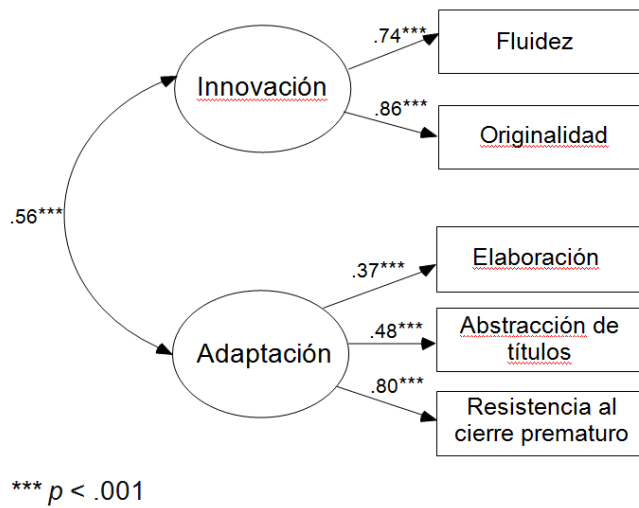 .74***
Fluidez
Innovación
.86***
Originalidad
.56***
.37***
Elaboración
Adaptación
.48***
Abstracción de
títulos
.80***
Resistencia al
cierre prematuro
*** p < .001